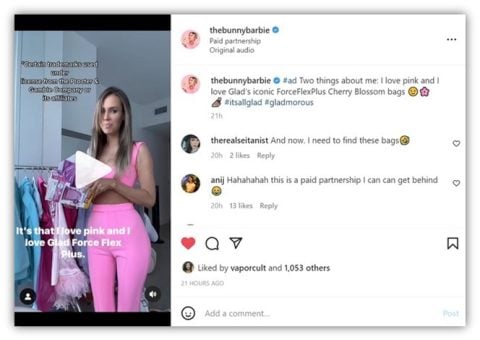 thebunnybarbie
Paid partnership
Original audio
"Certain trademarks used
under
license from the Procter &
Gamble Company or
its affiliates
thebunnybarbie #ad Two things about me: I love pink and I
love Glad's iconic ForceFlexPlus Cherry Blossom bags 😊🌸
💅 #itsallglad #gladmorous
21h
therealseitanist And now. I need to find these bags🤣
20h 2 likes Reply
anij Hahahahah this is a paid partnership I can can get behind
😂
20h 13 likes Reply
It's that I love pink and I
love Glad Force Flex
Plus.
Liked by vaporcult and 1,053 others
21 HOURS AGO
Add a comment...
Post